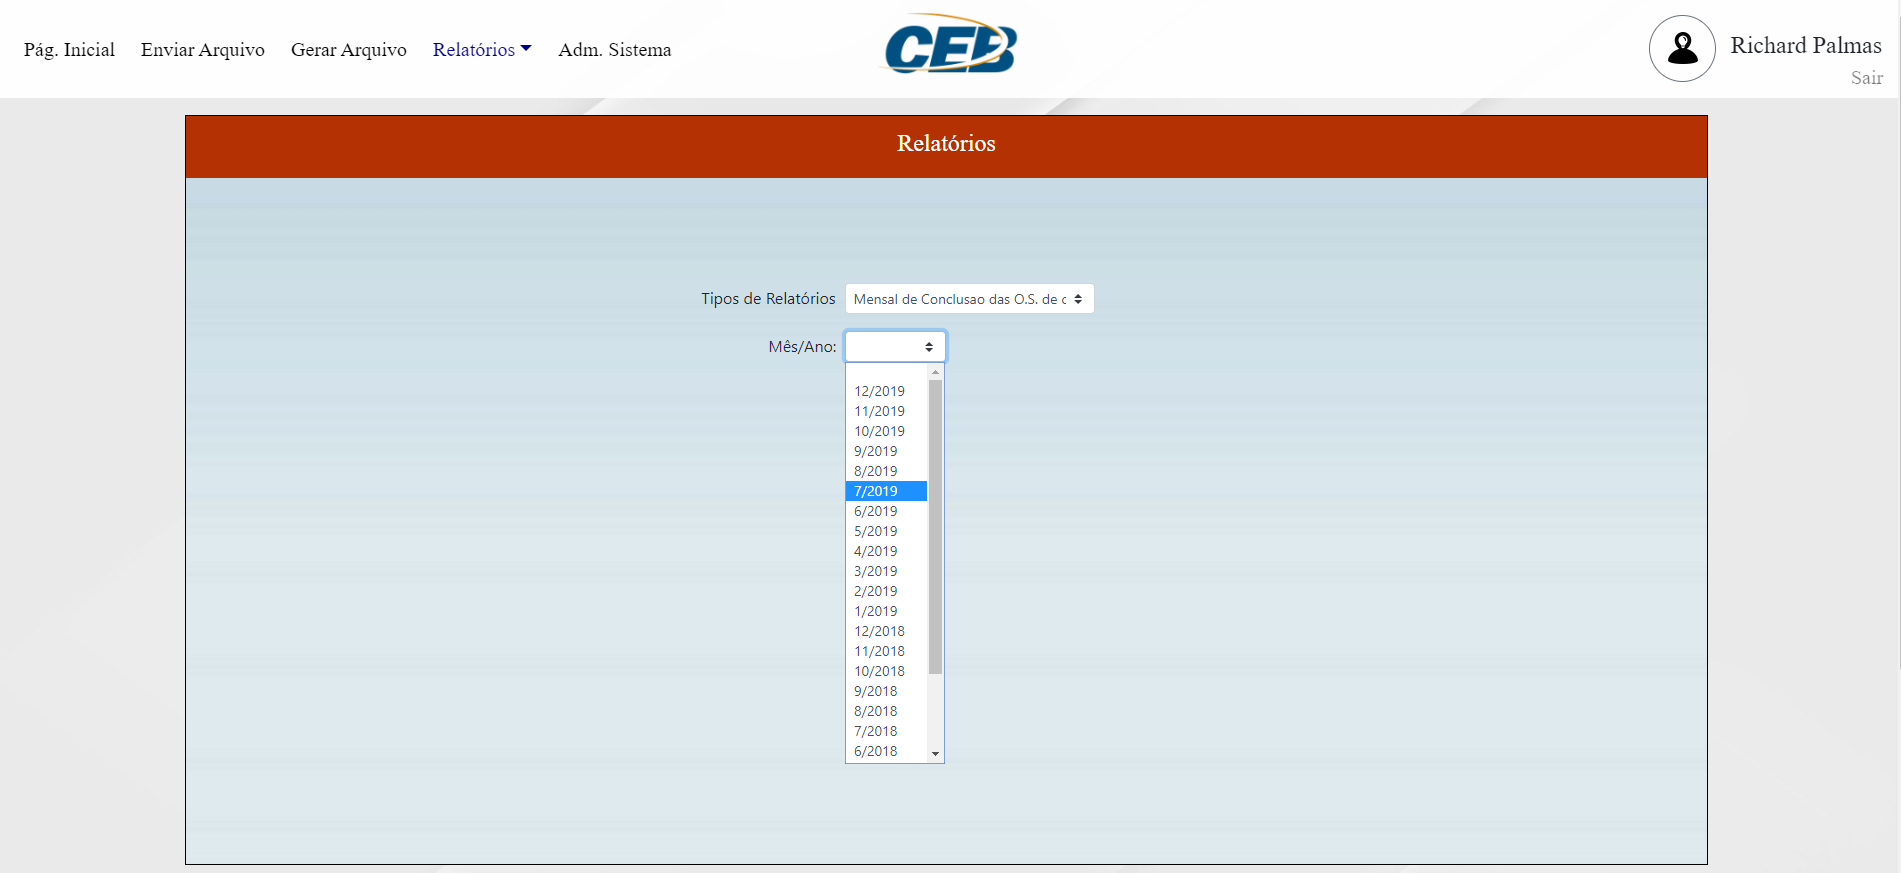 Pág. Inicial Enviar Arquivo Gerar Arquivo Relatórios Adm. Sistema
CEB
Richard Palmas
Sair
Relatórios
Tipos de Relatórios Mensal de Conclusao das O.S. de c
Mês/Ano:
12/2019
11/2019
10/2019
9/2019
8/2019
7/2019
6/2019
5/2019
4/2019
3/2019
2/2019
1/2019
12/2018
11/2018
10/2018
9/2018
8/2018
7/2018
6/2018